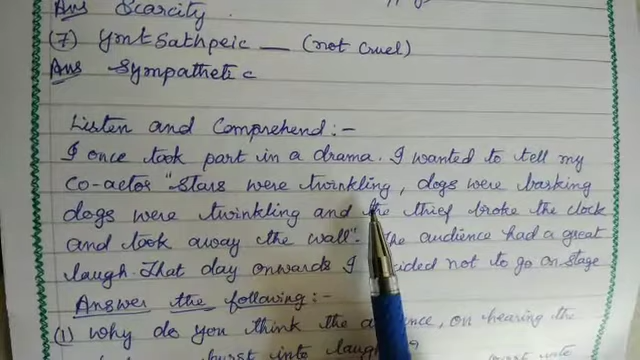 Ans Scarcity.
(7) YmtSathpeic — (not cruel)
Ans Sympathetic
Listen and Comprehend:-
I once took part in a drama. I wanted to tell my
co-actor "Stars were twinkling, dogs were barking
dogs were twinkling and the thief broke the clock
and took away the wall". The audience had a great
laugh. That day onwards I decided not to go on stage
Answer the following:-
(1) Why do you think the audience, on hearing the
burst into